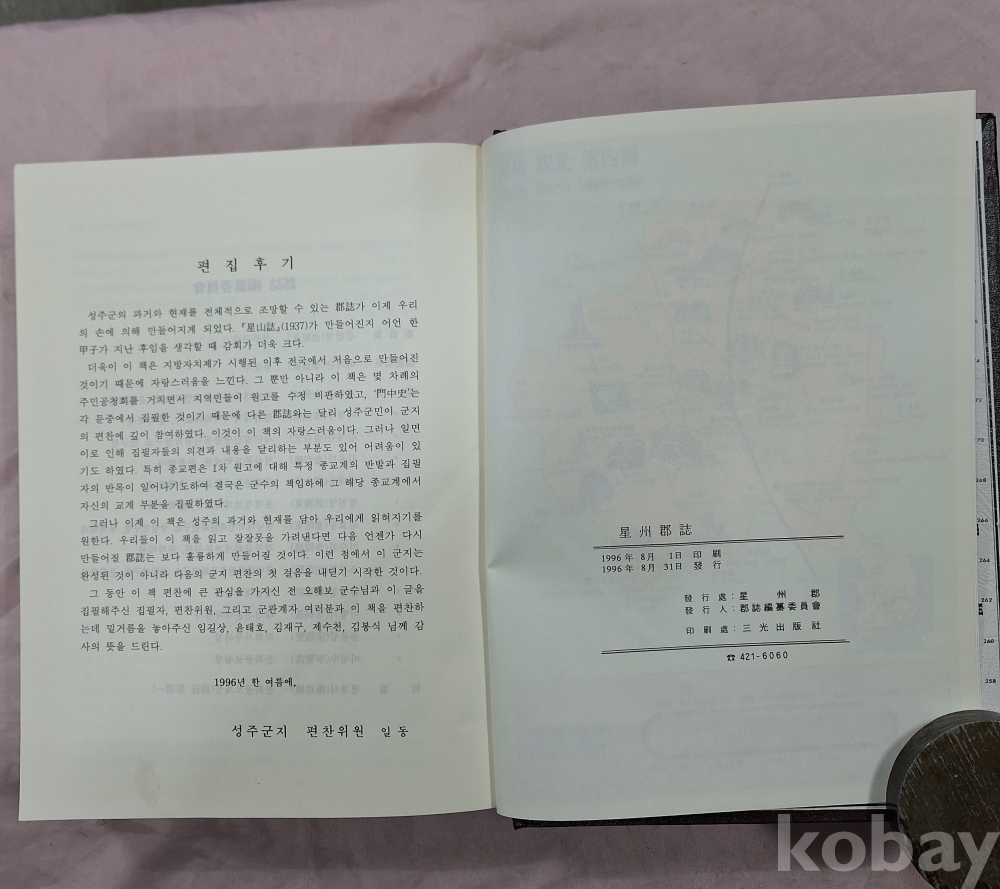 편 집 후 기
성주군의 과거와 현재를 전체적으로 조망할 수 있는 郡誌가 이제 우리
의 손에 의해 만들어지게 되었다. 『星山誌』(1937)가 만들어진지 어언 한
甲子가 지난 후임을 생각할 때 감회가 더욱 크다.
더욱이 이 책은 지방자치제가 시행된 이후 전국에서 처음으로 만들어진
것이기 때문에 자랑스러움을 느낀다. 그 뿐만 아니라 이 책은 몇 차례의
주민공청회를 거치면서 지역민들이 원고를 수정 비판하였고, '門中史'는
각 문중에서 집필한 것이기 때문에 다른 郡誌와는 달리 성주군민이 군지
의 편찬에 깊이 참여하였다. 이것이 이 책의 자랑스러움이다. 그러나 일면
이로 인해 집필자들의 의견과 내용을 달리하는 부분도 있어 어려움이 있
기도 하였다. 특히 종교편은 1차 원고에 대해 특정 종교계의 반발과 집필
자의 반목이 일어나기도하여 결국은 군수의 책임하에 그 해당 종교계에서
자신의 교계 부분을 집필하였다.
그러나 이제 이 책은 성주의 과거와 현재를 담아 우리에게 읽혀지기를
원한다. 우리들이 이 책을 읽고 잘잘못을 가려낸다면 다음 언젠가 다시
만들어질 郡誌는 보다 훌륭하게 만들어질 것이다. 이런 점에서 이 군지는
완성된 것이 아니라 다음의 군지 편찬의 첫 걸음을 내딛기 시작한 것이다.
그 동안 이 책 편찬에 큰 관심을 가지신 전 오해보 군수님과 이 글을
집필해주신 집필자, 편찬위원, 그리고 군관계자 여러분과 이 책을 편찬하
는데 밑거름을 놓아주신 임길상, 윤태호, 김재구, 제수천, 김봉식 님께 감
사의 뜻을 드린다.
1996년 한 여름에,
성주군지 편찬위원 일동
星州郡誌
1996年 8月 1日 印刷
1996年 8月 31日 發行
發行處：星州郡
發行人：郡誌編纂委員會
印刷處：三光出版社
☎ 421-6060
272
270
262
260
258
kobay